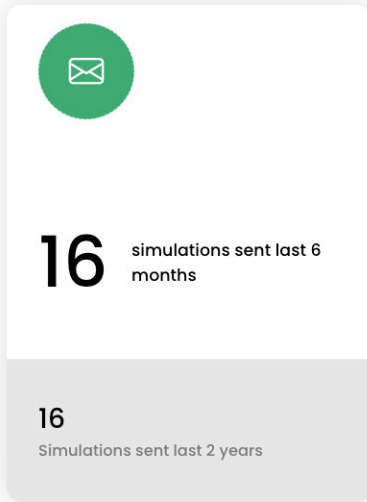 16
simulations sent last 6
months
16
Simulations sent last 2 years